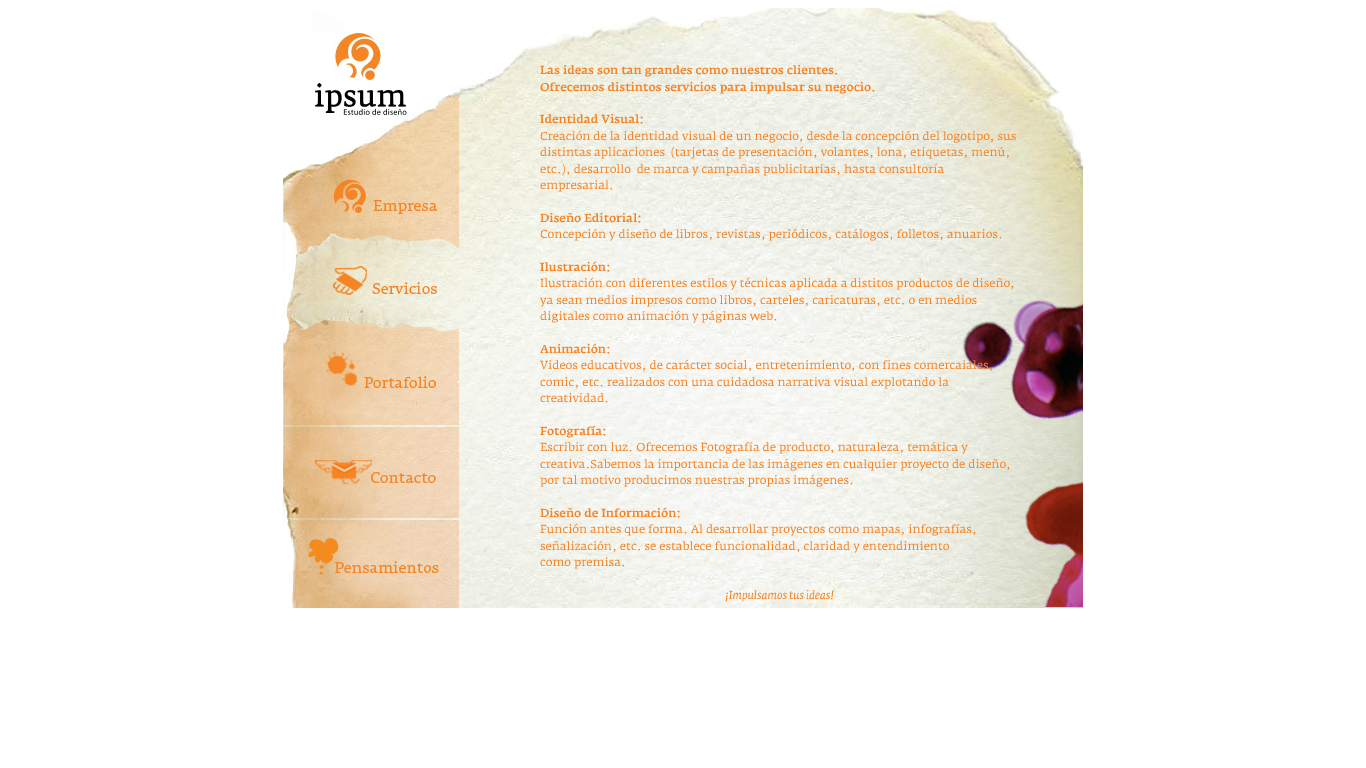 ipsum
Estudio de diseño
Empresa
Servicios
Portafolio
Contacto
Pensamientos
Las ideas son tan grandes como nuestros clientes.
Ofrecemos distintos servicios para impulsar su negocio.
Identidad Visual:
Creación de la identidad visual de un negocio, desde la concepción del logotipo, sus
distintas aplicaciones (tarjetas de presentación, volantes, lona, etiquetas, menú,
etc.), desarrollo de marca y campañas publicitarias, hasta consultoría
empresarial.
Diseño Editorial:
Concepción y diseño de libros, revistas, periódicos, catálogos, folletos, anuarios.
Ilustración:
Ilustración con diferentes estilos y técnicas aplicada a distitos productos de diseño,
ya sean medios impresos como libros, carteles, caricaturas, etc. o en medios
digitales como animación y páginas web.
Animación:
Videos educativos, de carácter social, entretenimiento, con fines comercaiales,
comic, etc. realizados con una cuidadosa narrativa visual explotando la
creatividad.
Fotografía:
Escribir con luz. Ofrecemos Fotografía de producto, naturaleza, temática y
creativa.Sabemos la importancia de las imágenes en cualquier proyecto de diseño,
por tal motivo producimos nuestras propias imágenes.
Diseño de Información:
Función antes que forma. Al desarrollar proyectos como mapas, infografías,
señalización, etc. se establece funcionalidad, claridad y entendimiento
como premisa.
¡Impulsamos tus ideas!